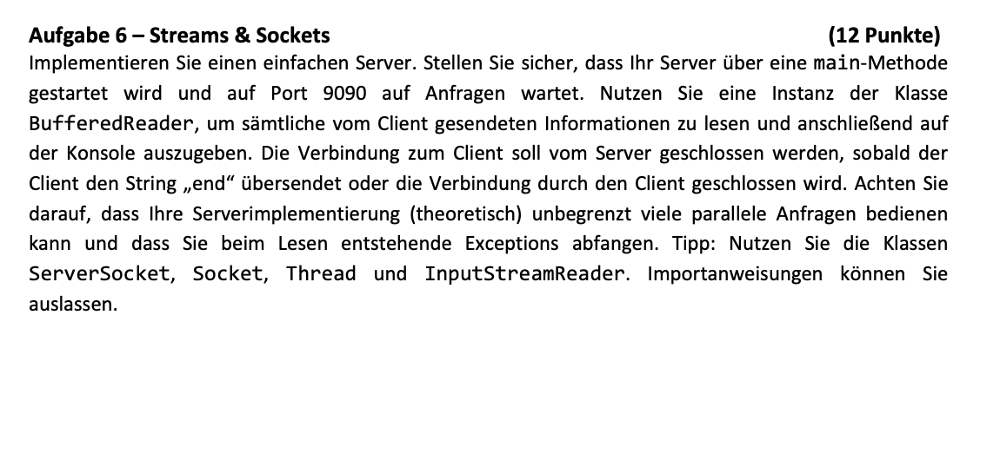 Aufgabe 6 – Streams & Sockets (12 Punkte)
Implementieren Sie einen einfachen Server. Stellen Sie sicher, dass Ihr Server über eine main-Methode
gestartet wird und auf Port 9090 auf Anfragen wartet. Nutzen Sie eine Instanz der Klasse
BufferedReader, um sämtliche vom Client gesendeten Informationen zu lesen und anschließend auf
der Konsole auszugeben. Die Verbindung zum Client soll vom Server geschlossen werden, sobald der
Client den String „end“ übersendet oder die Verbindung durch den Client geschlossen wird. Achten Sie
darauf, dass Ihre Serverimplementierung (theoretisch) unbegrenzt viele parallele Anfragen bedienen
kann und dass Sie beim Lesen entstehende Exceptions abfangen. Tipp: Nutzen Sie die Klassen
ServerSocket, Socket, Thread und InputStreamReader. Importanweisungen können Sie
auslassen.